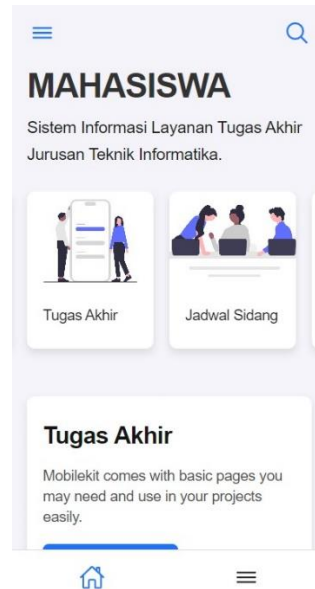 MAHASISWA
Sistem Informasi Layanan Tugas Akhir
Jurusan Teknik Informatika.
Tugas Akhir
Jadwal Sidang
Tugas Akhir
Mobilekit comes with basic pages you
may need and use in your projects
easily.